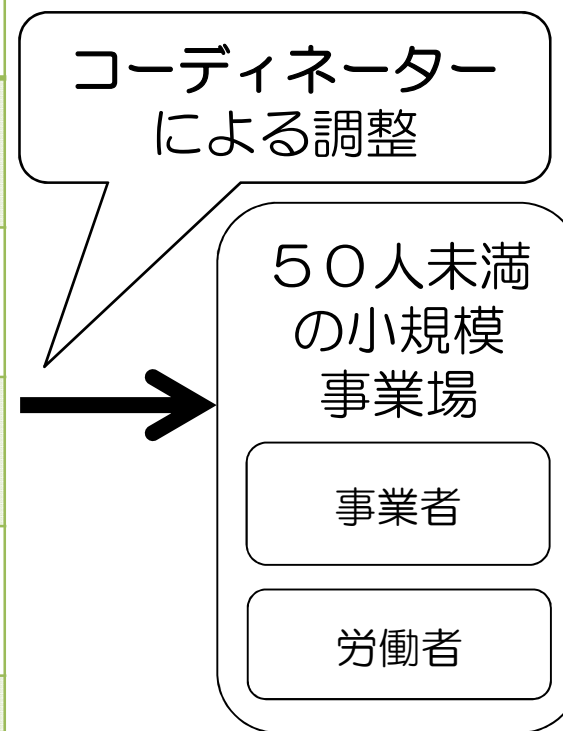 コーディネーター
による調整
５０人未満
の小規模
事業場
事業者
労働者